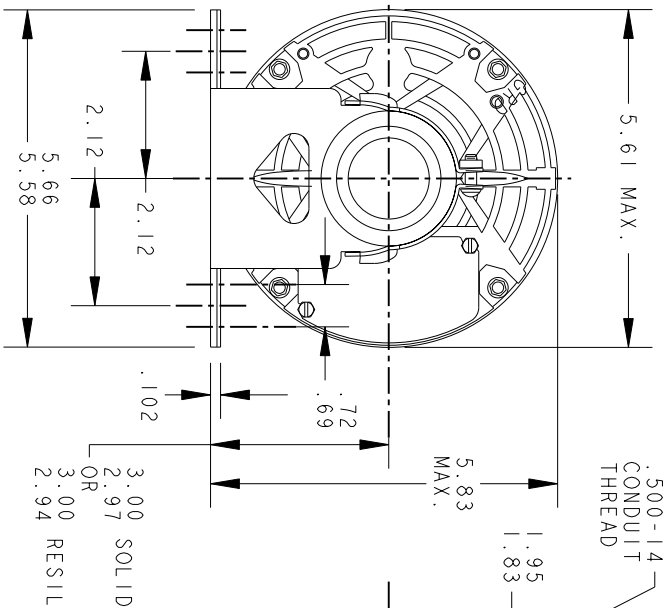 5.61 MAX.
2.12
2.12
5.66
5.58
.102
.72
.69
3.00 SOLID
2.97
OR
3.00 RESIL
2.94
5.83
MAX.
1.95
1.83
.500-14
CONDUIT
THREAD